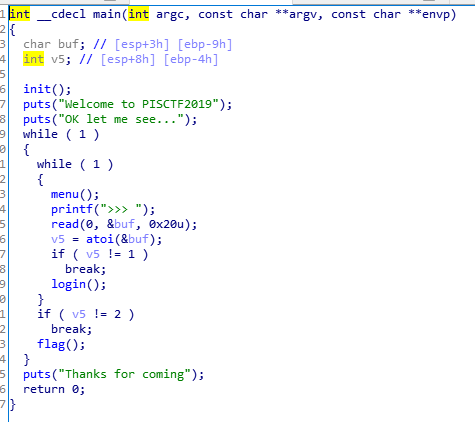 1 int __cdecl main(int argc, const char **argv, const char **envp)
2 {
3   char buf; // [esp+3h] [ebp-9h]
4   int v5; // [esp+8h] [ebp-4h]
5
6   init();
7   puts("Welcome to PISCTF2019");
8   puts("OK let me see...");
9   while ( 1 )
0   {
1     while ( 1 )
2     {
3       menu();
4       printf(">>> ");
5       read(0, &buf, 0x20u);
6       v5 = atoi(&buf);
7       if ( v5 != 1 )
8         break;
9       login();
0     }
1     if ( v5 != 2 )
2       break;
3     flag();
4   }
5   puts("Thanks for coming");
6   return 0;
7 }